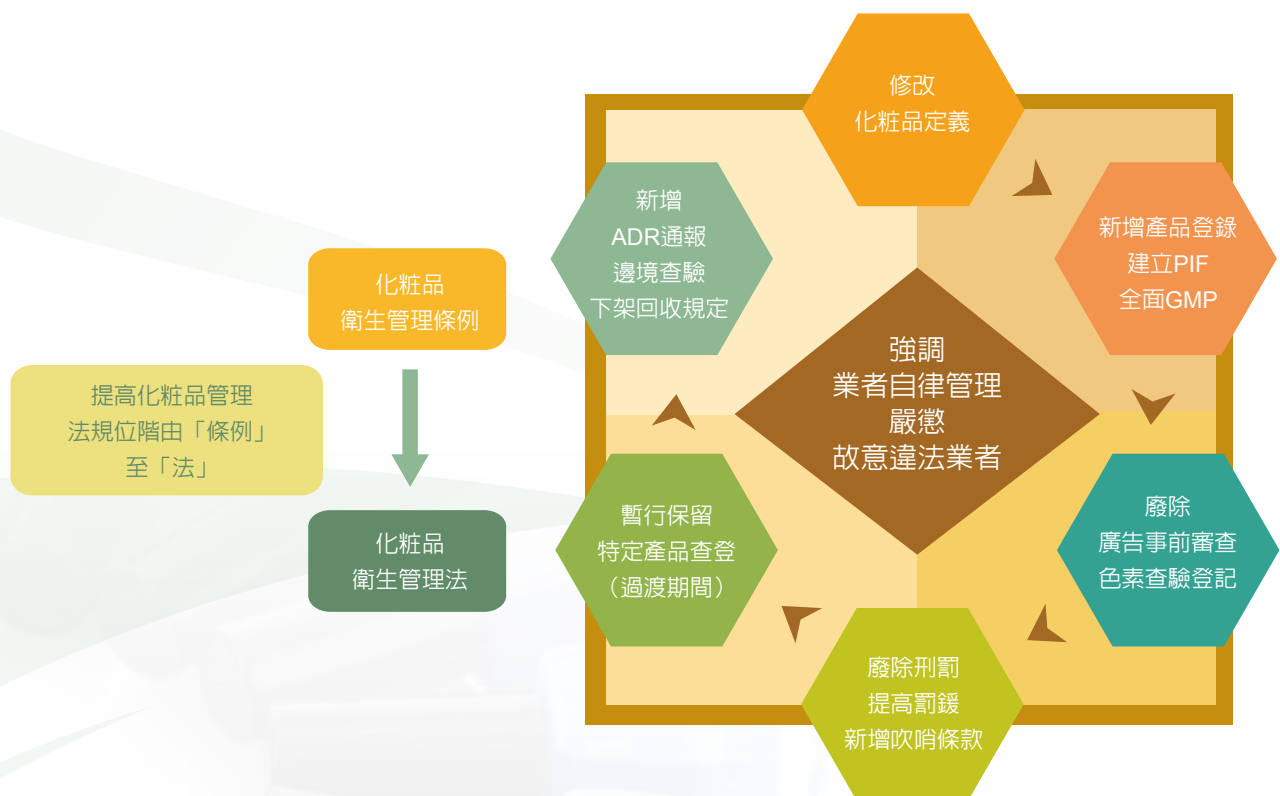 化粧品
衛生管理條例
提高化粧品管理
法規位階由「條例」
至「法」
化粧品
衛生管理法
修改
化粧品定義
新增產品登錄
建立PIF
全面GMP
廢除
廣告事前審查
色素查驗登記
廢除刑罰
提高罰鍰
新增吹哨條款
暫行保留
特定產品查登
（過渡期間）
新增
ADR通報
邊境查驗
下架回收規定
強調
業者自律管理
嚴懲
故意違法業者